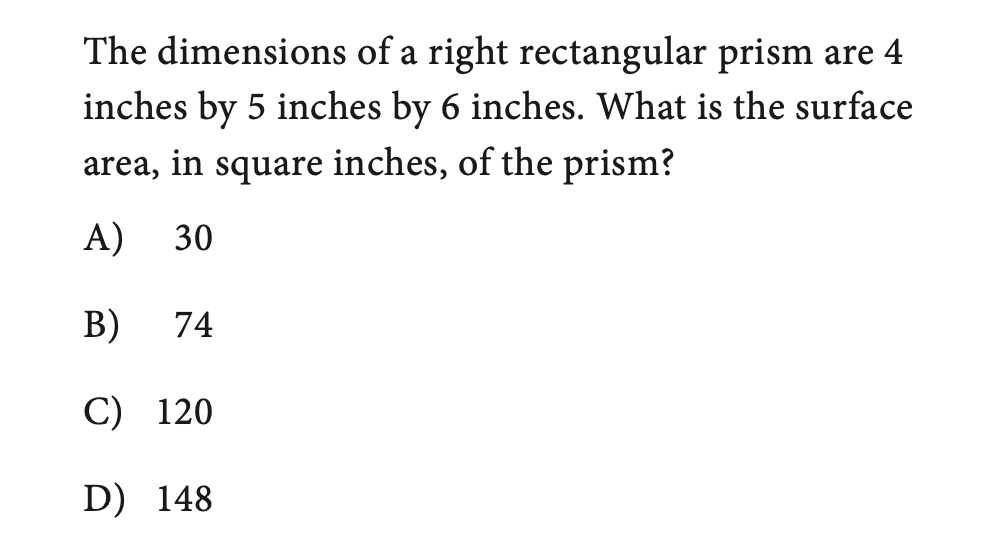 The dimensions of a right rectangular prism are 4
inches by 5 inches by 6 inches. What is the surface
area, in square inches, of the prism?
A) 30
B) 74
C) 120
D) 148